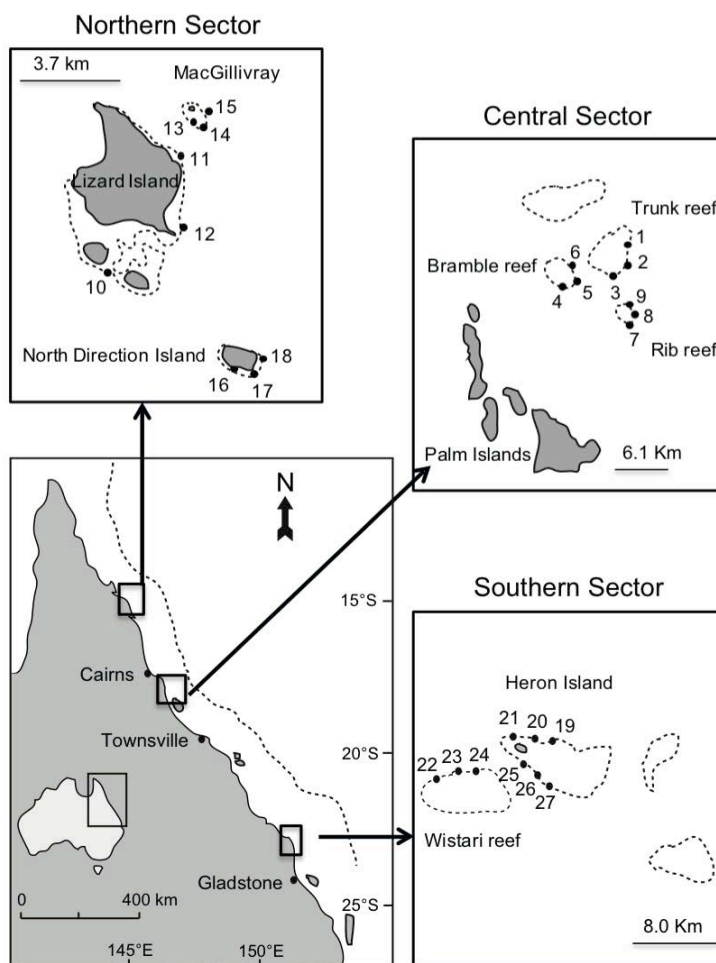 Northern Sector
3.7 km
MacGillivray
15
13
14
11
Lizard Island
12
10
North Direction Island
18
16
17
Central Sector
Trunk reef
1
6
2
Bramble reef
5
3
4
9
8
7
Rib reef
Palm Islands
6.1 Km
N
15°S
Cairns
Townsville
20°S
Gladstone
0
400 km
25°S
145°E
150°E
Southern Sector
Heron Island
21
20
19
22
23
24
25
26
27
Wistari reef
8.0 Km